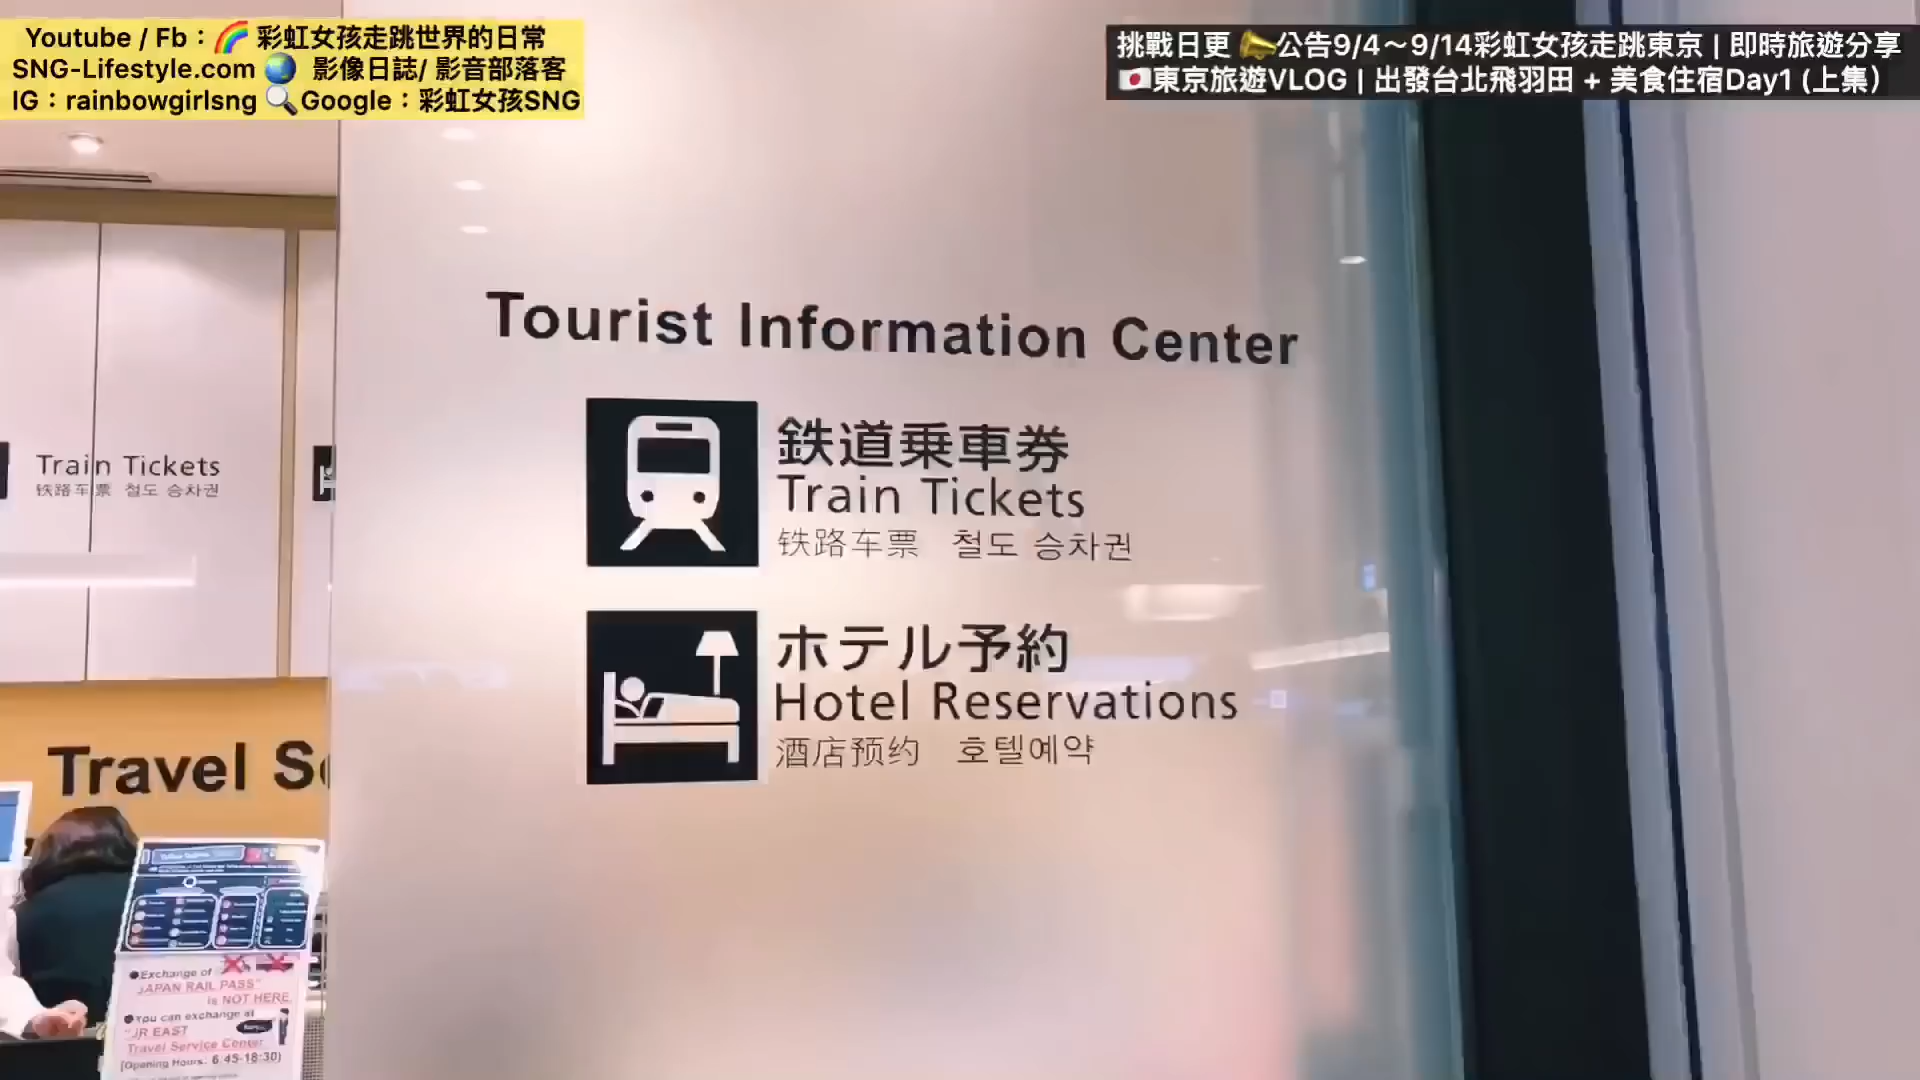 Youtube / Fb：🌈 彩虹女孩走跳世界的日常
SNG-Lifestyle.com 🌏 影像日誌/ 影音部落客
IG：rainbowgirlsng 🔍Google：彩虹女孩SNG
挑戰日更 📣公告9/4～9/14彩虹女孩走跳東京 | 即時旅遊分享
🇯🇵東京旅遊VLOG | 出發台北飛羽田 + 美食住宿Day1 (上集）
Tourist Information Center
鉄道乗車券
Train Tickets
铁路车票 철도 승차권
ホテル予約
Hotel Reservations
酒店预约 호텔예약
Train Tickets
铁路车票 철도 승차권
Travel
●Exchange of
"JAPAN RAIL PASS"
is NOT HERE.
●You can exchange at
"JR EAST
Travel Service Center
(Opening Hours: 6:45-18:30)